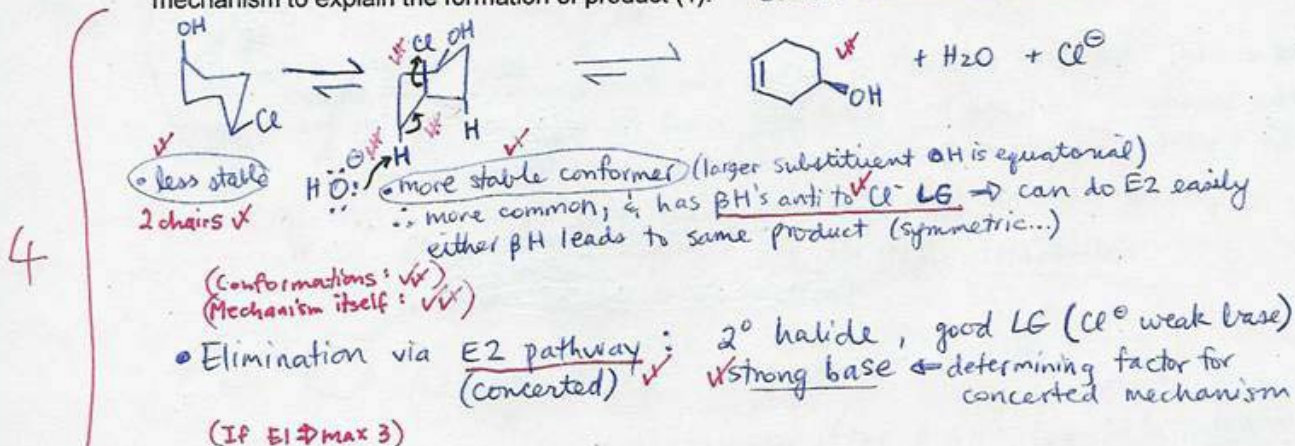 mechanism to explain the formation of product (4).
OH
Cl
Cl OH
H
H
OH + H2O + Cl⊖
• less stable
2 chairs ✓
⊖
HO:
• more stable conformer (larger substituent OH is equatorial)
∴ more common, & has βH's anti to Cl⁻ LG ⇒ can do E2 easily
either βH leads to same product (symmetric...)
4
(Conformations: ✓✓)
(Mechanism itself: ✓✓)
• Elimination via E2 pathway : 2° halide, good LG (Cl⊖ weak base)
(concerted) strong base ← determining factor for
concerted mechanism
(If E1 ⇒ max 3)